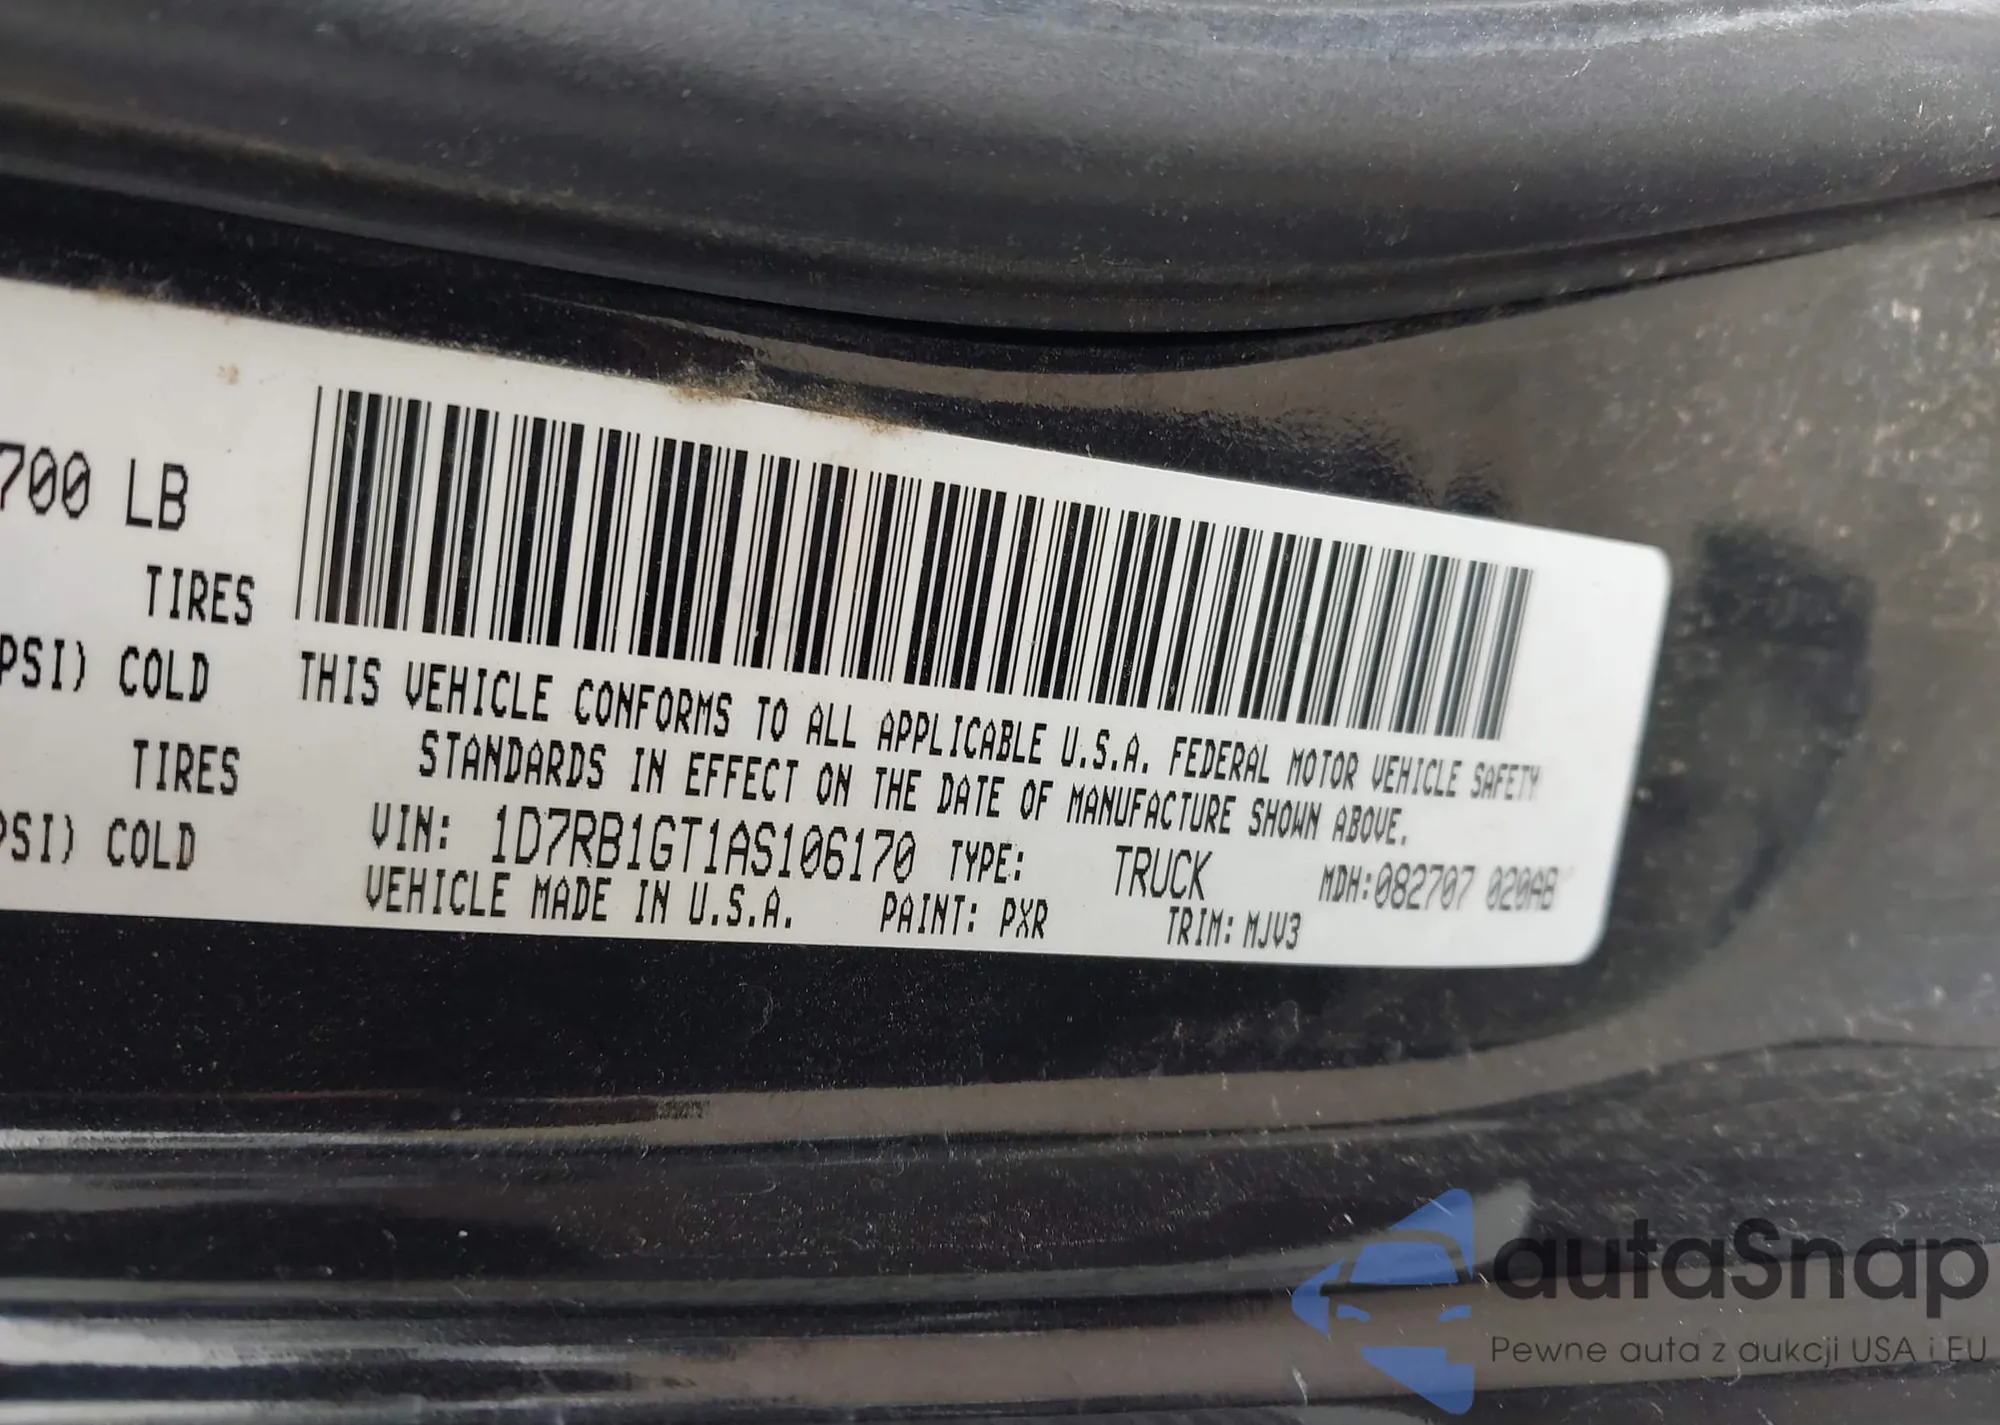 700 LB
TIRES
PSI) COLD
TIRES
PSI) COLD
THIS VEHICLE CONFORMS TO ALL APPLICABLE U.S.A. FEDERAL MOTOR VEHICLE SAFETY
STANDARDS IN EFFECT ON THE DATE OF MANUFACTURE SHOWN ABOVE.
VIN: 1D7RB1GT1AS106170 TYPE: TRUCK MDH:082707 020AB
VEHICLE MADE IN U.S.A. PAINT: PXR TRIM: MJV3
autaSnap
Pewne auta z aukcji USA i EU